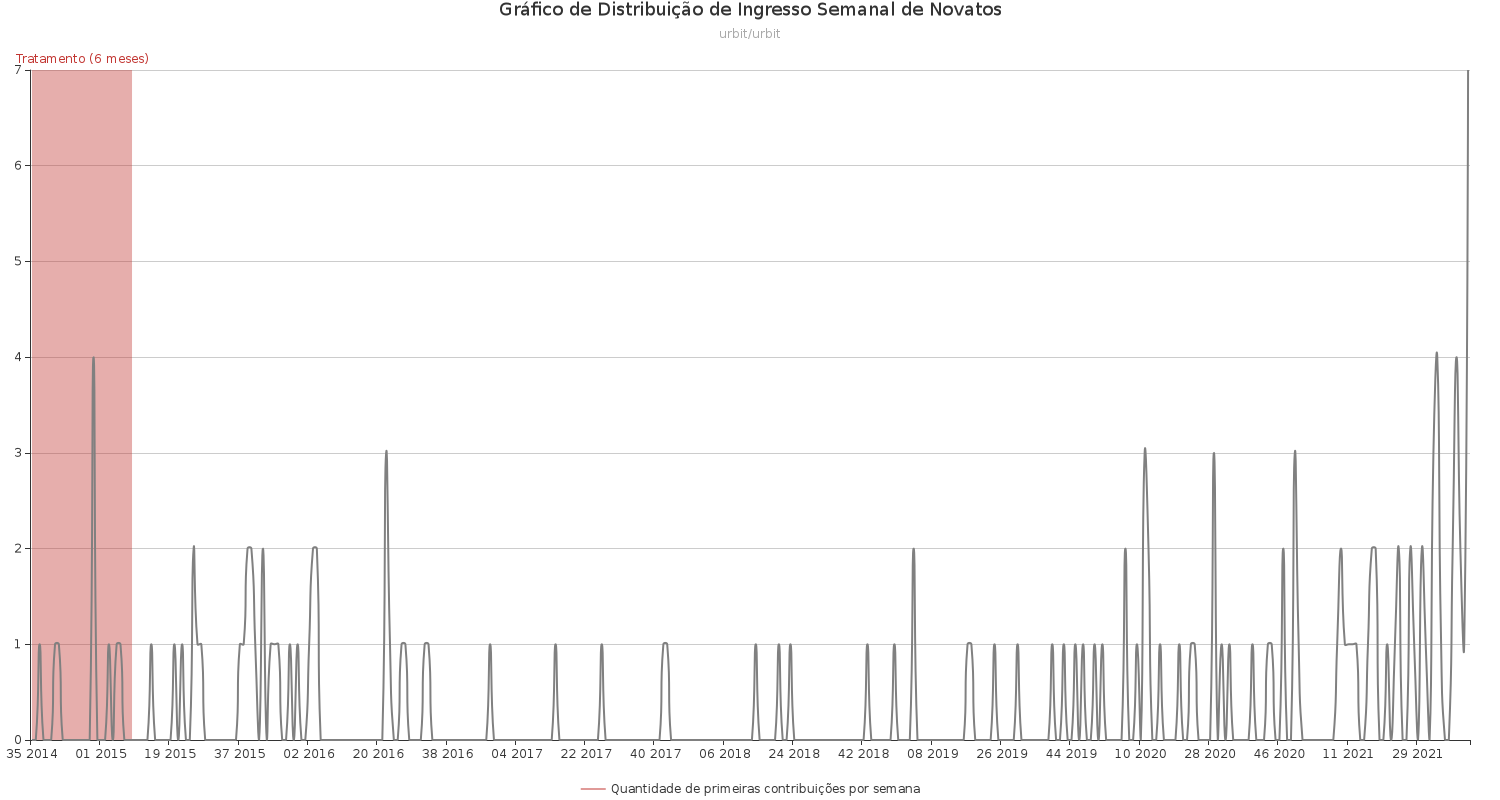 Gráfico de Distribuição de Ingresso Semanal de Novatos
urbit/urbit
Tratamento (6 meses)
7
6
5
4
3
2
1
0
35 2014 01 2015 19 2015 37 2015 02 2016 20 2016 38 2016 04 2017 22 2017 40 2017 06 2018 24 2018 42 2018 08 2019 26 2019 44 2019 10 2020 28 2020 46 2020 11 2021 29 2021
Quantidade de primeiras contribuições por semana